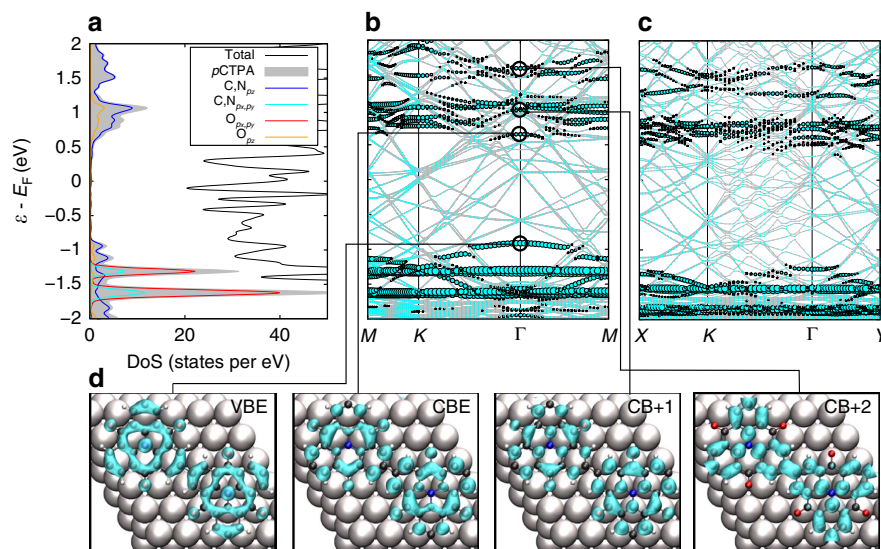 a
b
c
2
1.5
1
0.5
0
−0.5
−1
−1.5
−2
ε - E_F (eV)
Total
pCTPA
C,N_pz
C,N_px,py
O_px,py
O_pz
0 20 40
DoS (states per eV)
M K Γ M
X K Γ Y
d
VBE
CBE
CB+1
CB+2